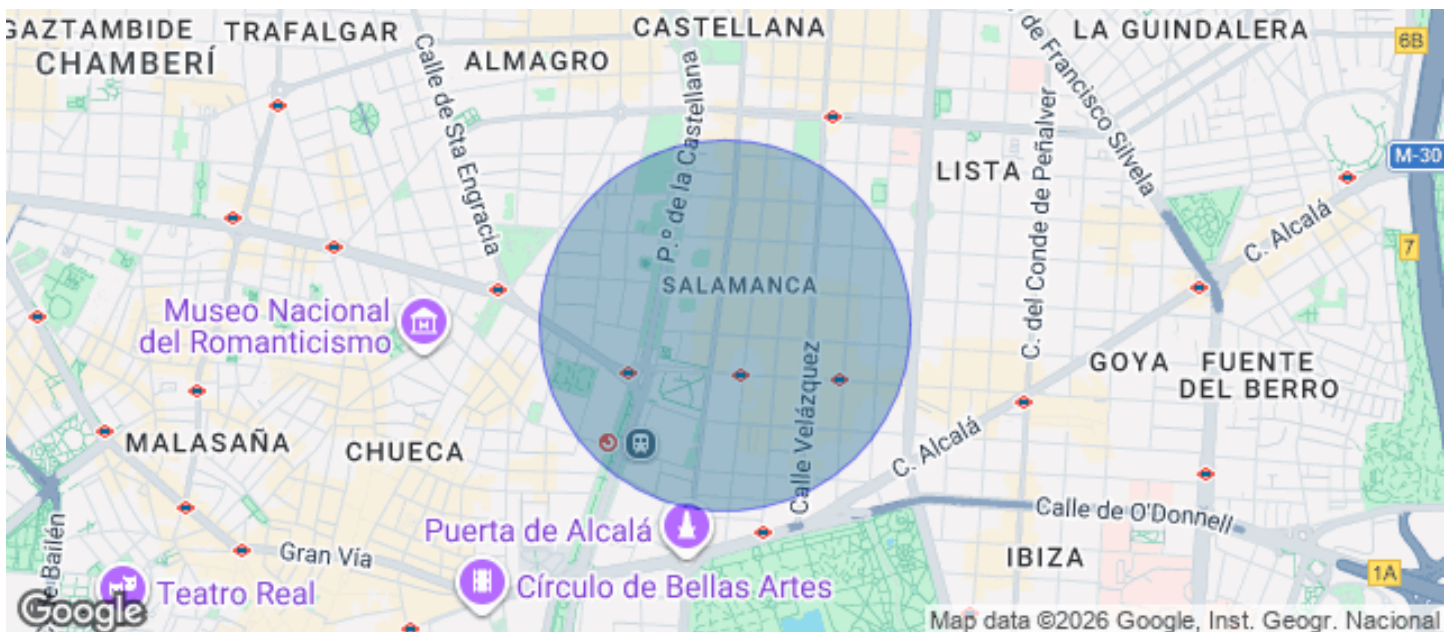 GAZTAMBIDE
TRAFALGAR
CASTELLANA
LA GUINDALERA
6B
CHAMBERÍ
ALMAGRO
Calle de Sta Engracia
P.º de la Castellana
de Francisco Silvela
C. del Conde de Peñalver
M-30
LISTA
C. Alcalá
7
SALAMANCA
Museo Nacional
del Romanticismo
Calle Velázquez
GOYA
FUENTE
DEL BERRO
MALASAÑA
CHUECA
C. Alcalá
Puerta de Alcalá
Calle de O'Donnell
Gran Vía
IBIZA
de Bailén
Teatro Real
Círculo de Bellas Artes
1A
Google
Map data ©2026 Google, Inst. Geogr. Nacional